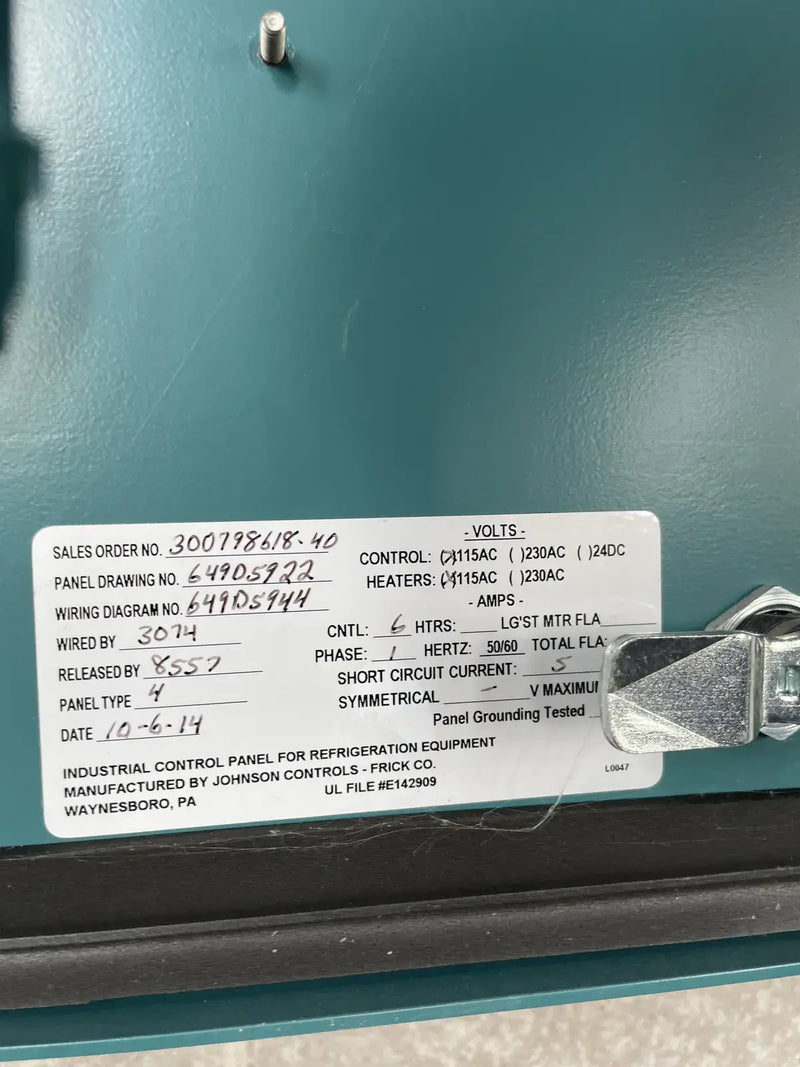 SALES ORDER NO. 300798618-40
PANEL DRAWING NO. 649D5922
WIRING DIAGRAM NO. 649D5944
WIRED BY 3074
RELEASED BY 8557
PANEL TYPE 4
DATE 10-6-14
- VOLTS -
CONTROL: (X)115AC ( )230AC ( )24DC
HEATERS: (X)115AC ( )230AC
- AMPS -
CNTL: 6 HTRS: ____ LG'ST MTR FLA____
PHASE: 1 HERTZ: 50/60 TOTAL FLA:
SHORT CIRCUIT CURRENT: 5
SYMMETRICAL - V
Panel Grounding Tested
INDUSTRIAL CONTROL PANEL FOR REFRIGERATION EQUIPMENT
MANUFACTURED BY JOHNSON CONTROLS - FRICK CO.
WAYNESBORO, PA UL FILE #E142909
L0047